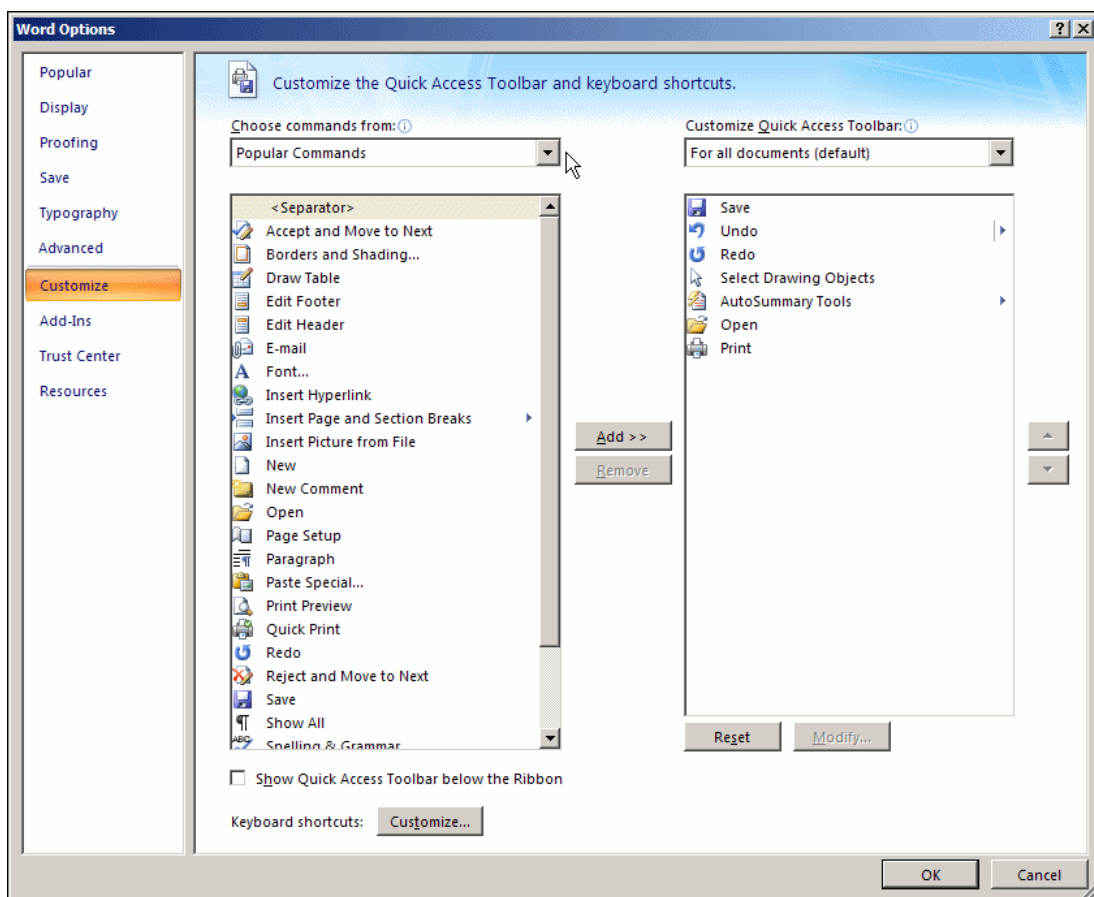 Word Options
Popular
Display
Proofing
Save
Typography
Advanced
Customize
Add-Ins
Trust Center
Resources
Customize the Quick Access Toolbar and keyboard shortcuts.
Choose commands from:
Popular Commands
<Separator>
Accept and Move to Next
Borders and Shading...
Draw Table
Edit Footer
Edit Header
E-mail
Font...
Insert Hyperlink
Insert Page and Section Breaks
Insert Picture from File
New
New Comment
Open
Page Setup
Paragraph
Paste Special...
Print Preview
Quick Print
Redo
Reject and Move to Next
Save
Show All
Spelling & Grammar
Add >>
Remove
Customize Quick Access Toolbar:
For all documents (default)
Save
Undo
Redo
Select Drawing Objects
AutoSummary Tools
Open
Print
Reset
Modify...
Show Quick Access Toolbar below the Ribbon
Keyboard shortcuts:
Customize...
OK
Cancel